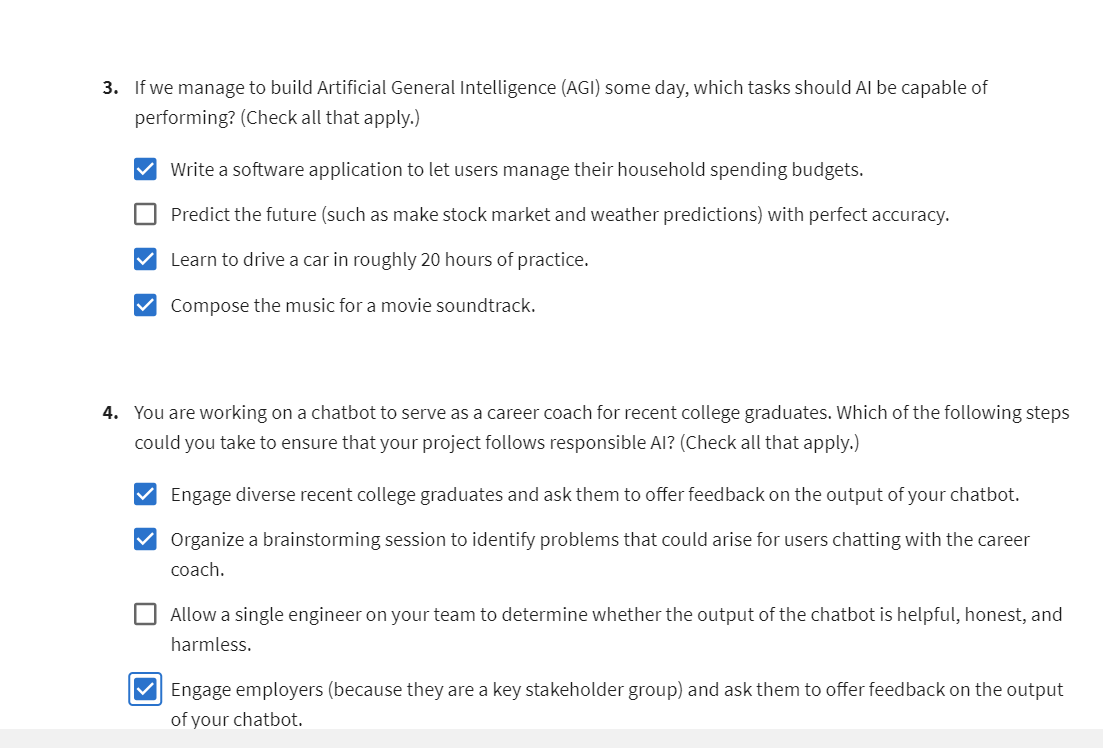 3. If we manage to build Artificial General Intelligence (AGI) some day, which tasks should AI be capable of
performing? (Check all that apply.)
Write a software application to let users manage their household spending budgets.
Predict the future (such as make stock market and weather predictions) with perfect accuracy.
Learn to drive a car in roughly 20 hours of practice.
Compose the music for a movie soundtrack.
4. You are working on a chatbot to serve as a career coach for recent college graduates. Which of the following steps
could you take to ensure that your project follows responsible AI? (Check all that apply.)
Engage diverse recent college graduates and ask them to offer feedback on the output of your chatbot.
Organize a brainstorming session to identify problems that could arise for users chatting with the career
coach.
Allow a single engineer on your team to determine whether the output of the chatbot is helpful, honest, and
harmless.
Engage employers (because they are a key stakeholder group) and ask them to offer feedback on the output
of your chatbot.